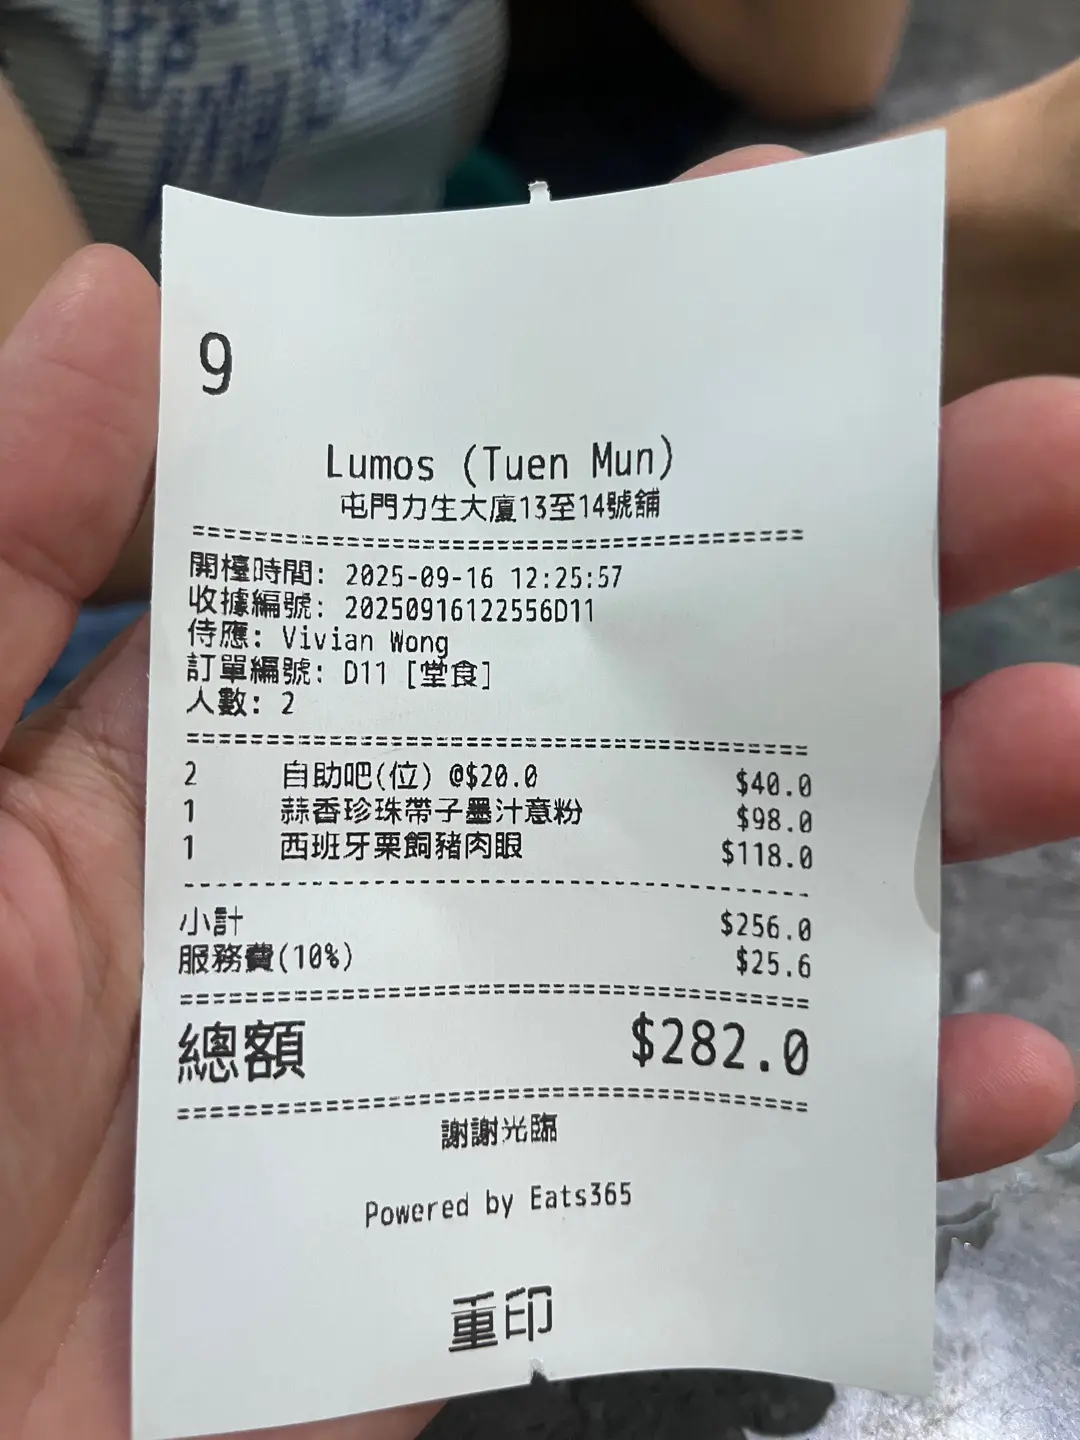 9
Lumos (Tuen Mun)
屯門力生大廈13至14號舖
開檯時間: 2025-09-16 12:25:57
收據編號: 20250916122556D11
侍應: Vivian Wong
訂單編號: D11 [堂食]
人數: 2
2 自助吧(位) @$20.0 $40.0
1 蒜香珍珠帶子墨汁意粉 $98.0
1 西班牙栗飼豬肉眼 $118.0
小計 $256.0
服務費(10%) $25.6
總額 $282.0
謝謝光臨
Powered by Eats365
重印